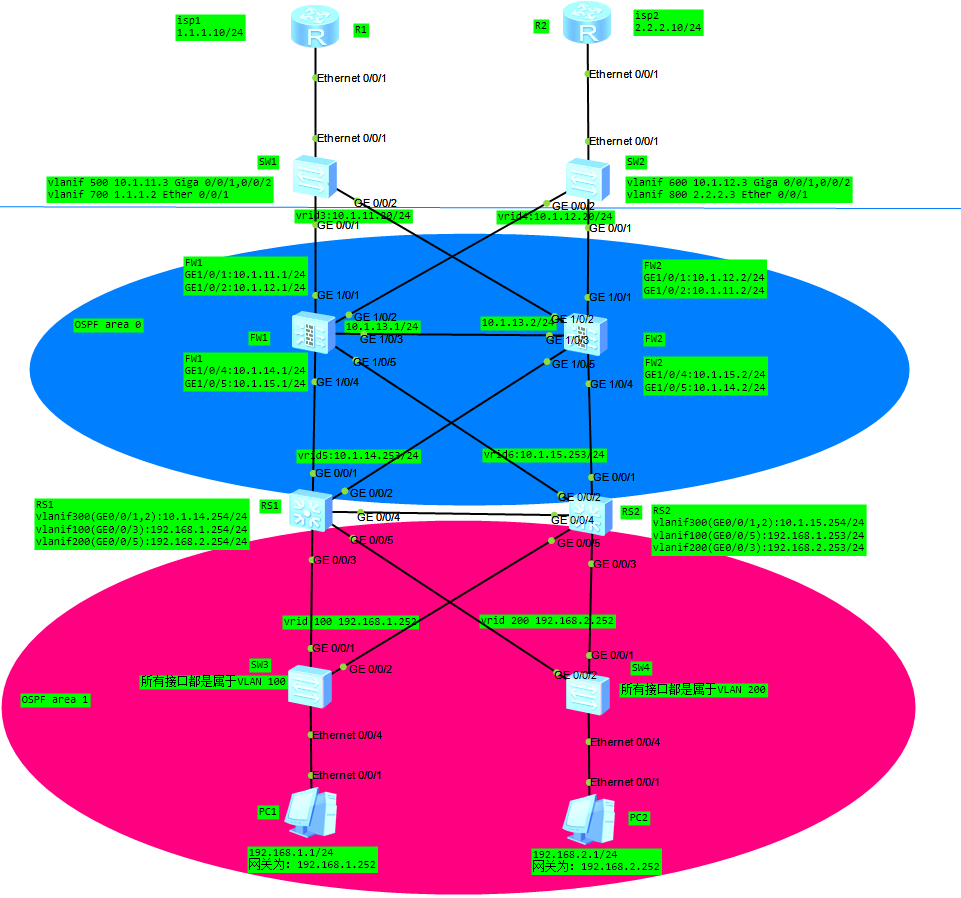 isp1
1.1.1.10/24
R
R1
R2
R
isp2
2.2.2.10/24
Ethernet 0/0/1
Ethernet 0/0/1
Ethernet 0/0/1
Ethernet 0/0/1
SW1
SW2
vlanif 500 10.1.11.3 Giga 0/0/1,0/0/2
vlanif 700 1.1.1.2 Ether 0/0/1
vlanif 600 10.1.12.3 Giga 0/0/1,0/0/2
vlanif 800 2.2.2.3 Ether 0/0/1
GE 0/0/2
GE 0/0/2
vrid3:10.1.11.20/24
vrid4:10.1.12.20/24
GE 0/0/1
GE 0/0/1
FW1
GE1/0/1:10.1.11.1/24
GE1/0/2:10.1.12.1/24
FW2
GE1/0/1:10.1.12.2/24
GE1/0/2:10.1.11.2/24
GE 1/0/1
GE 1/0/1
GE 1/0/2
GE 1/0/2
OSPF area 0
10.1.13.1/24
10.1.13.2/24
FW1
GE 1/0/3
GE 1/0/3
FW2
FW1
GE1/0/4:10.1.14.1/24
GE1/0/5:10.1.15.1/24
GE 1/0/5
GE 1/0/5
FW2
GE1/0/4:10.1.15.2/24
GE1/0/5:10.1.14.2/24
GE 1/0/4
GE 1/0/4
vrid5:10.1.14.253/24
vrid6:10.1.15.253/24
GE 0/0/1
GE 0/0/1
GE 0/0/2
GE 0/0/2
RS1
vlanif300(GE0/0/1,2):10.1.14.254/24
vlanif100(GE0/0/3):192.168.1.254/24
vlanif200(GE0/0/5):192.168.2.254/24
RS1
RS2
RS2
vlanif300(GE0/0/1,2):10.1.15.254/24
vlanif100(GE0/0/5):192.168.1.253/24
vlanif200(GE0/0/3):192.168.2.253/24
GE 0/0/4
GE 0/0/4
GE 0/0/5
GE 0/0/5
GE 0/0/3
GE 0/0/3
vrid 100 192.168.1.252
vrid 200 192.168.2.252
GE 0/0/1
GE 0/0/1
SW3
GE 0/0/2
GE 0/0/2
SW4
所有接口都是属于VLAN 100
所有接口都是属于VLAN 200
OSPF area 1
Ethernet 0/0/4
Ethernet 0/0/4
Ethernet 0/0/1
Ethernet 0/0/1
PC1
PC2
192.168.1.1/24
网关为: 192.168.1.252
192.168.2.1/24
网关为: 192.168.2.252